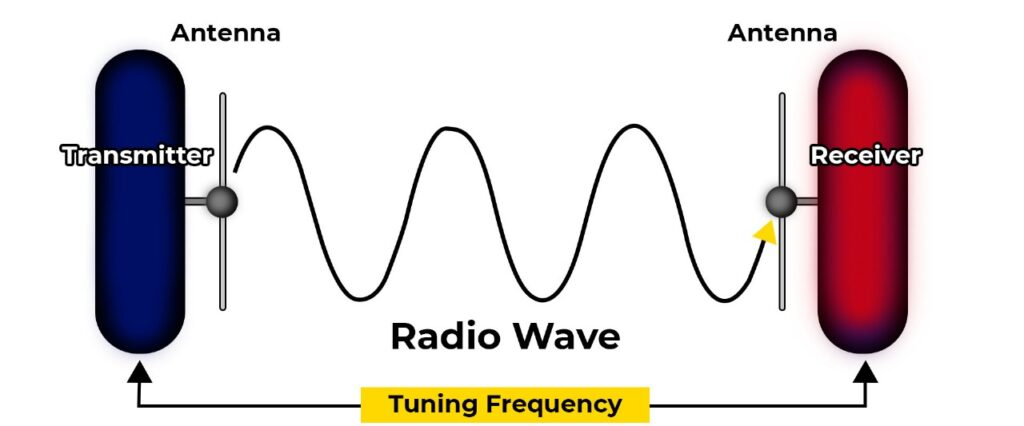 Antenna
Antenna
Transmitter
Receiver
Radio Wave
Tuning Frequency